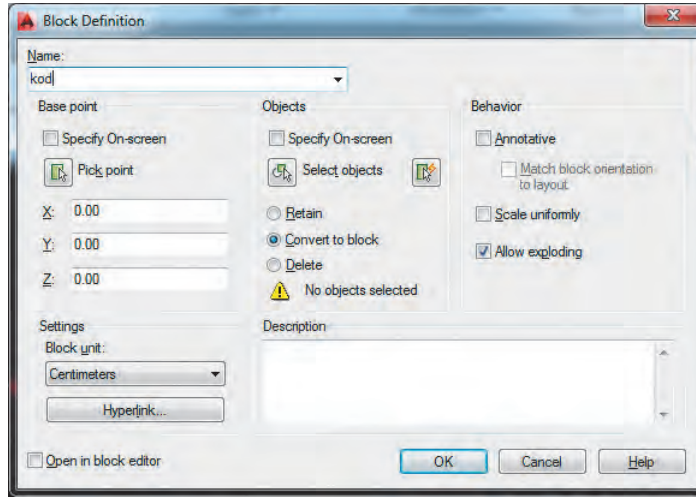 Block Definition
Name:
kod
Base point
Specify On-screen
Pick point
X: 0.00
Y: 0.00
Z: 0.00
Objects
Specify On-screen
Select objects
Retain
Convert to block
Delete
No objects selected
Behavior
Annotative
Match block orientation
to layout
Scale uniformly
Allow exploding
Settings
Block unit:
Centimeters
Hyperlink...
Description
Open in block editor
OK
Cancel
Help